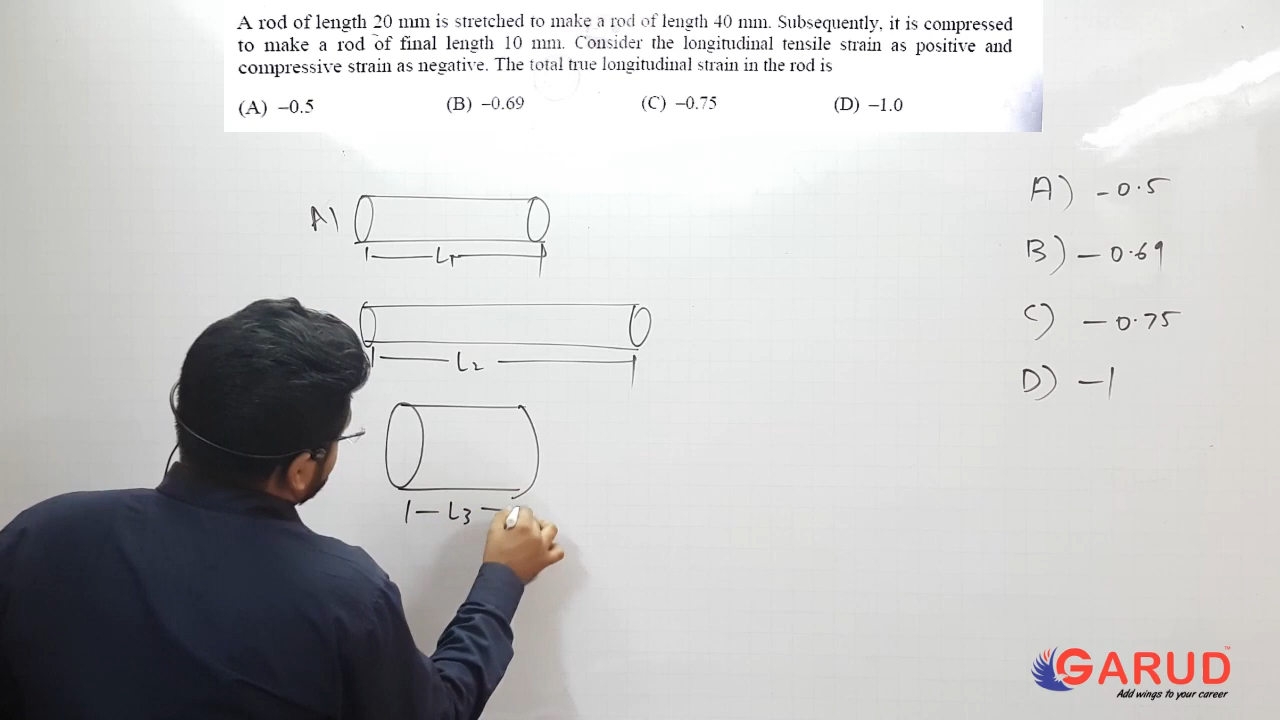 A rod of length 20 mm is stretched to make a rod of length 40 mm. Subsequently, it is compressed
to make a rod of final length 10 mm. Consider the longitudinal tensile strain as positive and
compressive strain as negative. The total true longitudinal strain in the rod is
(A) −0.5 (B) −0.69 (C) −0.75 (D) −1.0
A)
L1
L2
L3
A) -0.5
B) -0.69
C) -0.75
D) -1
GARUD™
Add wings to your career